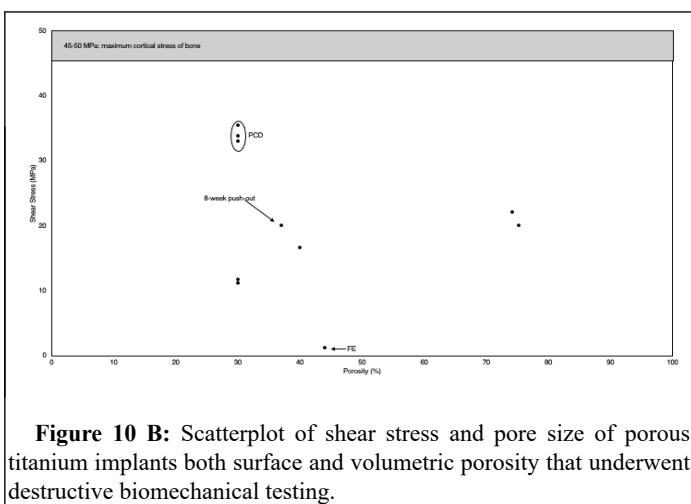 50
45-50 MPa: maximum cortical stress of bone
40
PCD
30
Shear Stress (MPa)
8-week push-out
20
10
FE
0
0 10 20 30 40 50 60 70 80 90 100
Porosity (%)
Figure 10 B: Scatterplot of shear stress and pore size of porous
titanium implants both surface and volumetric porosity that underwent
destructive biomechanical testing.